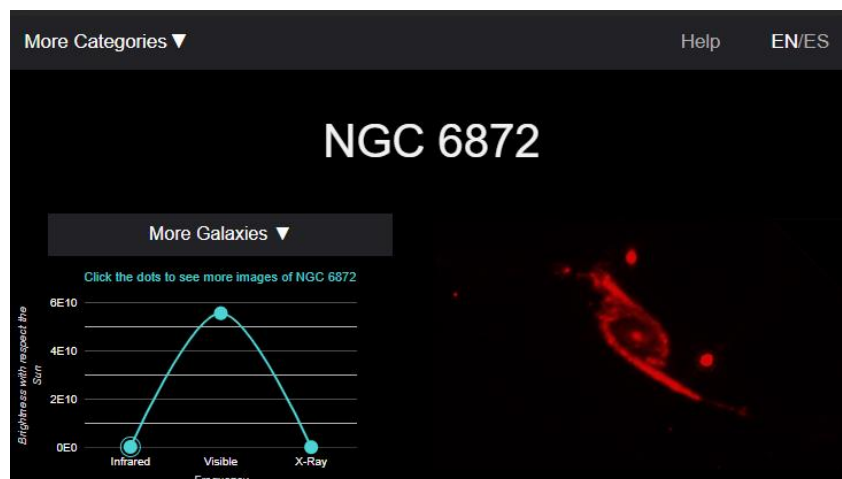 More Categories ▼
Help
EN/ES
NGC 6872
More Galaxies ▼
Click the dots to see more images of NGC 6872
Brightness with respect the
Sun
6E10
4E10
2E10
0E0
Infrared
Visible
X-Ray